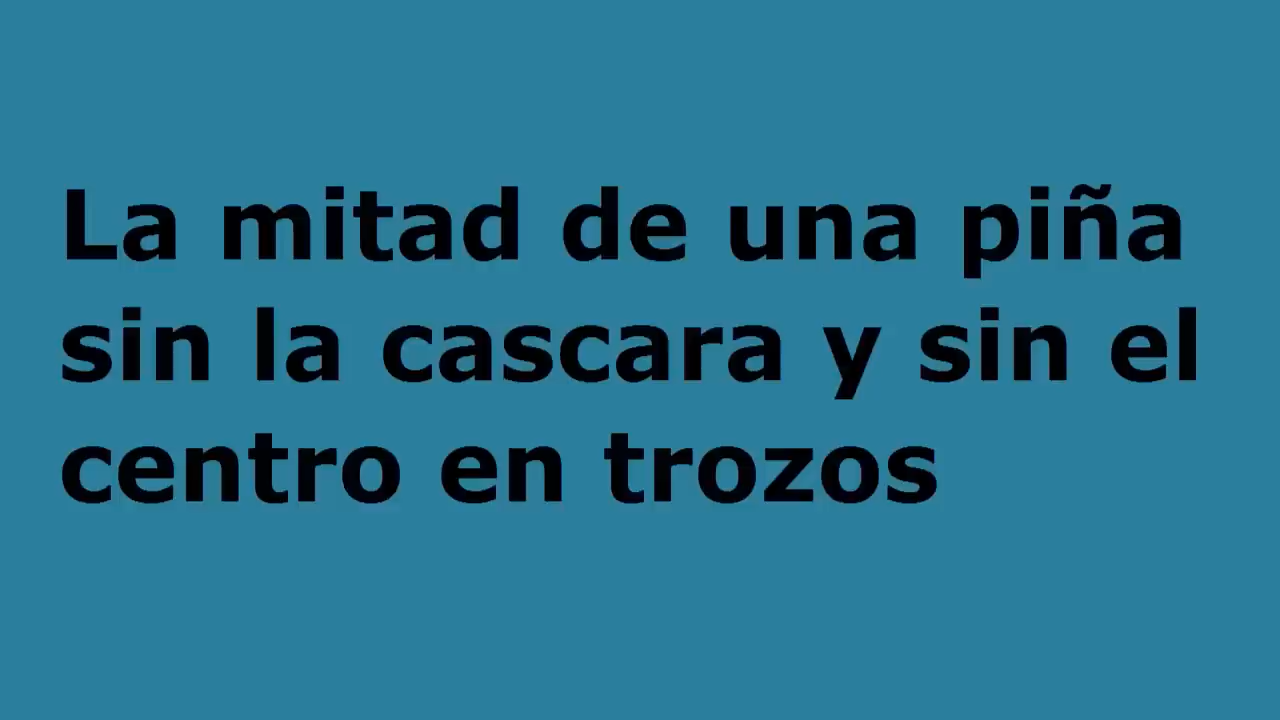 La mitad de una piña
sin la cascara y sin el
centro en trozos